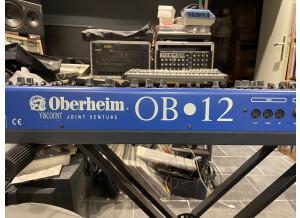 Oberheim. OB•12
VISCOUNT JOINT VENTURE
CE